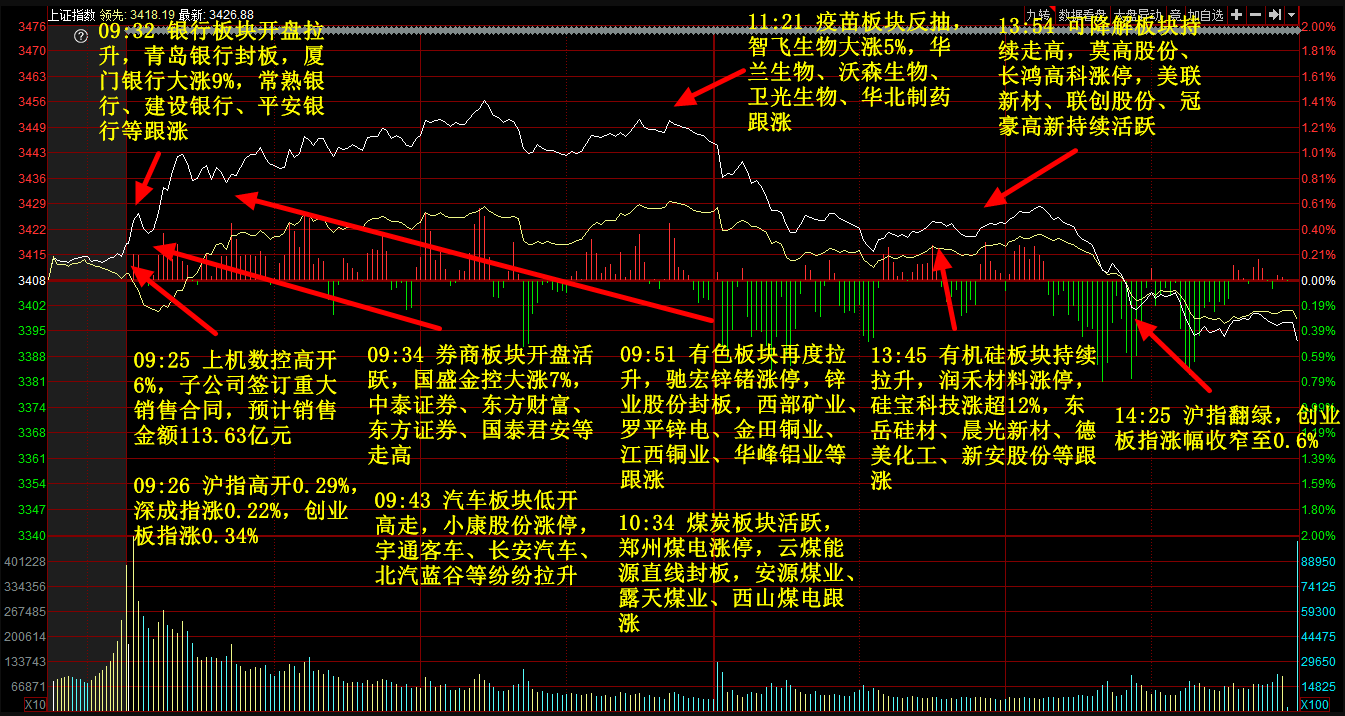 上证指数 领先: 3418.19 最新: 3426.88
九转 数据看盘 大盘异动 竞 加自选
09:32 银行板块开盘拉
升，青岛银行封板，厦
门银行大涨9%，常熟银
行、建设银行、平安银
行等跟涨
11:21 疫苗板块反抽，
智飞生物大涨5%，华
兰生物、沃森生物、
卫光生物、华北制药
跟涨
13:54 可降解板块持
续走高，莫高股份、
长鸿高科涨停，美联
新材、联创股份、冠
豪高新持续活跃
09:25 上机数控高开
6%，子公司签订重大
销售合同，预计销售
金额113.63亿元
09:26 沪指高开0.29%，
深成指涨0.22%，创业
板指涨0.34%
09:34 券商板块开盘活
跃，国盛金控大涨7%，
中泰证券、东方财富、
东方证券、国泰君安等
走高
09:43 汽车板块低开
高走，小康股份涨停，
宇通客车、长安汽车、
北汽蓝谷等纷纷拉升
09:51 有色板块再度拉
升，驰宏锌锗涨停，锌
业股份封板，西部矿业、
罗平锌电、金田铜业、
江西铜业、华峰铝业等
跟涨
10:34 煤炭板块活跃，
郑州煤电涨停，云煤能
源直线封板，安源煤业、
露天煤业、西山煤电跟
涨
13:45 有机硅板块持续
拉升，润禾材料涨停，
硅宝科技涨超12%，东
岳硅材、晨光新材、德
美化工、新安股份等跟
涨
14:25 沪指翻绿，创业
板指涨幅收窄至0.6%
3476
3470
3463
3456
3449
3443
3436
3429
3422
3415
3408
3402
3395
3388
3381
3374
3368
3361
3354
3347
3340
401228
334356
267485
200614
133743
66871
X10
2.00%
1.81%
1.61%
1.41%
1.21%
1.01%
0.81%
0.61%
0.40%
0.21%
0.00%
0.19%
0.39%
0.59%
0.79%
1.19%
1.39%
1.59%
1.80%
2.00%
88950
74125
59300
44475
29650
14825
X100